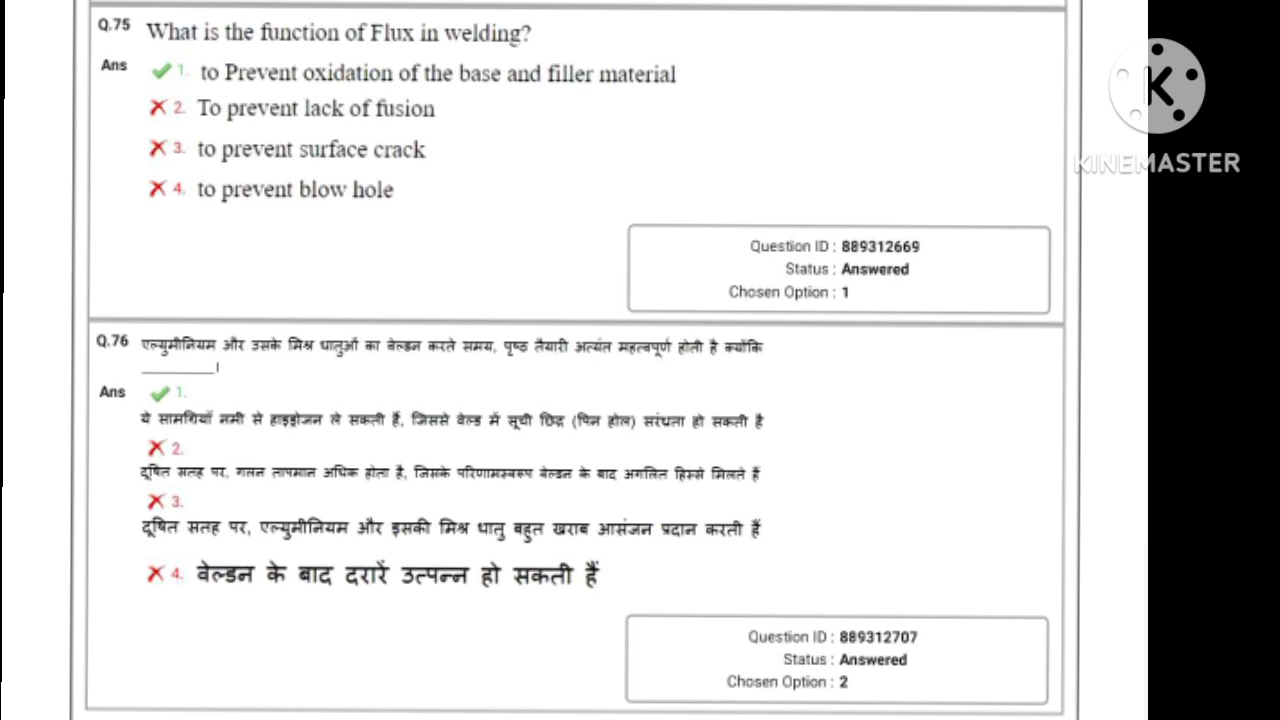 Q.75 What is the function of Flux in welding?
Ans 1. to Prevent oxidation of the base and filler material
2. To prevent lack of fusion
3. to prevent surface crack
4. to prevent blow hole
Question ID : 889312669
Status : Answered
Chosen Option : 1
Q.76 एल्युमीनियम और उसके मिश्र धातुओं का वेल्डन करते समय, पृष्ठ तैयारी अत्यंत महत्वपूर्ण होती है क्योंकि
________।
Ans 1.
ये सामग्रियाँ नमी से हाइड्रोजन ले सकती हैं, जिससे वेल्ड में सूची छिद्र (पिन होल) सरंध्रता हो सकती है
2.
दूषित सतह पर, गलन तापमान अधिक होता है, जिसके परिणामस्वरूप वेल्डन के बाद अगलित हिस्से मिलते हैं
3.
दूषित सतह पर, एल्युमीनियम और इसकी मिश्र धातु बहुत खराब आसंजन प्रदान करती हैं
4. वेल्डन के बाद दरारें उत्पन्न हो सकती हैं
Question ID : 889312707
Status : Answered
Chosen Option : 2
K
KINEMASTER